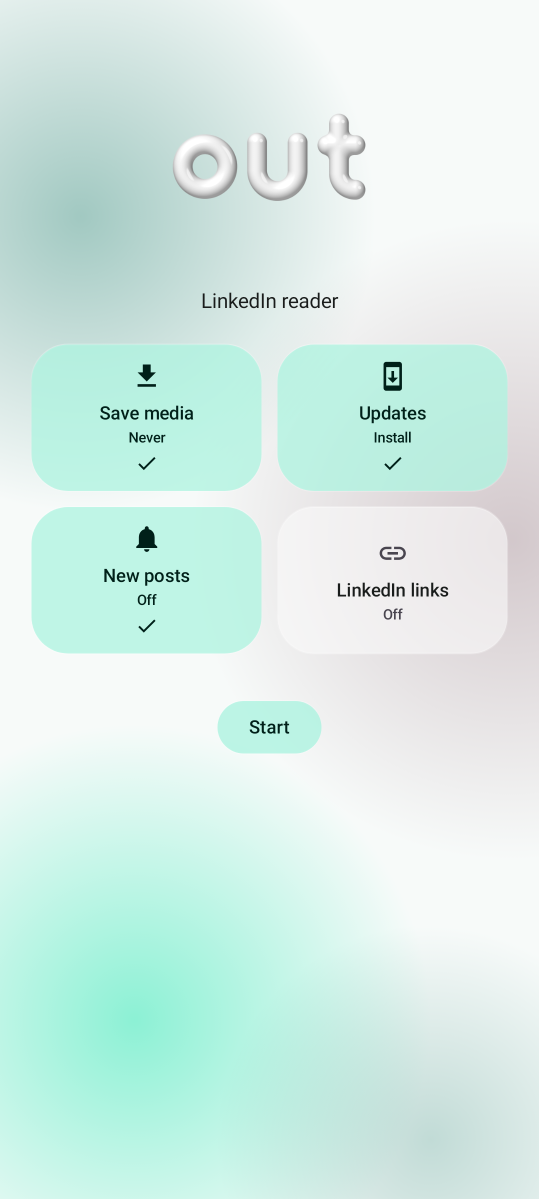 out
LinkedIn reader
Save media
Never
Updates
Install
New posts
Off
LinkedIn links
Off
Start